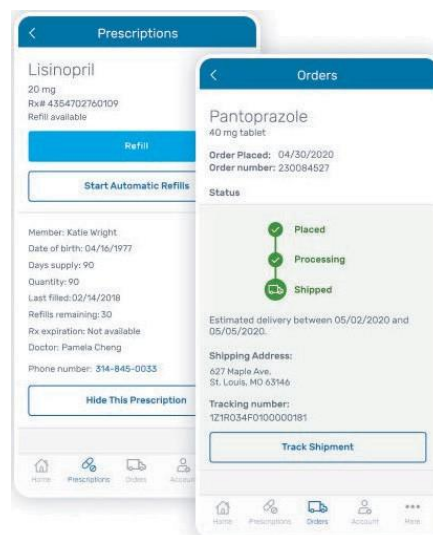 Prescriptions
Lisinopril
20 mg
Rx# 4354702760109
Refill available
Refill
Start Automatic Refills
Member: Katie Wright
Date of birth: 04/16/1977
Days supply: 90
Quantity: 90
Last filled:02/14/2018
Refills remaining: 30
Rx expiration: Not available
Doctor: Pamela Cheng
Phone number: 314-845-0033
Hide This Prescription
Home Prescriptions Orders
Orders
Pantoprazole
40 mg tablet
Order Placed: 04/30/2020
Order number: 230084527
Status
Placed
Processing
Shipped
Estimated delivery between 05/02/2020 and
05/05/2020.
Shipping Address:
627 Maple Ave.
St. Louis, MO 63146
Tracking number:
1Z1R034F0100000181
Track Shipment
Home Prescriptions Orders Account More